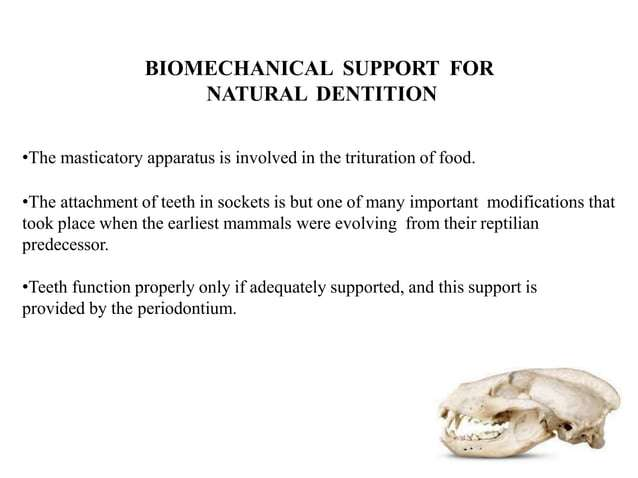 BIOMECHANICAL SUPPORT FOR
NATURAL DENTITION
•The masticatory apparatus is involved in the trituration of food.
•The attachment of teeth in sockets is but one of many important modifications that
took place when the earliest mammals were evolving from their reptilian
predecessor.
•Teeth function properly only if adequately supported, and this support is
provided by the periodontium.